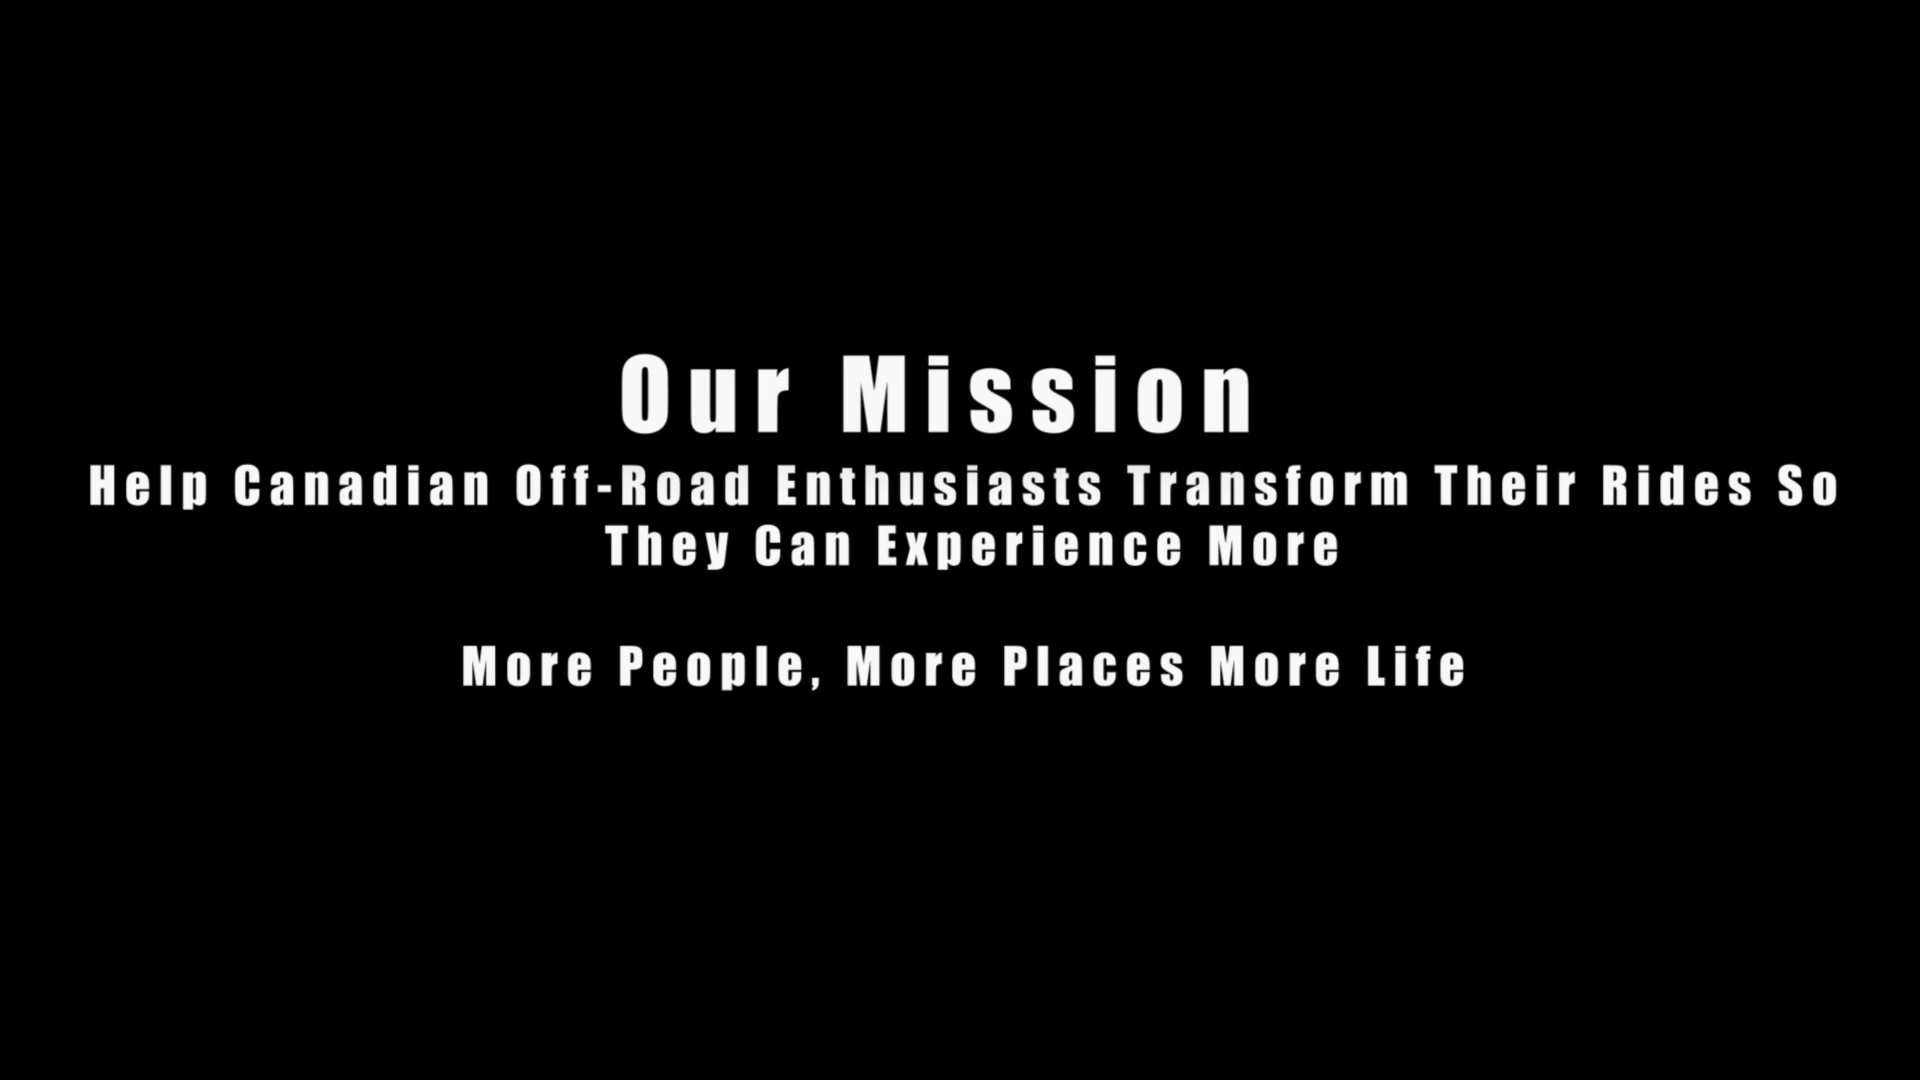 Our Mission
Help Canadian Off-Road Enthusiasts Transform Their Rides So
They Can Experience More
More People, More Places More Life